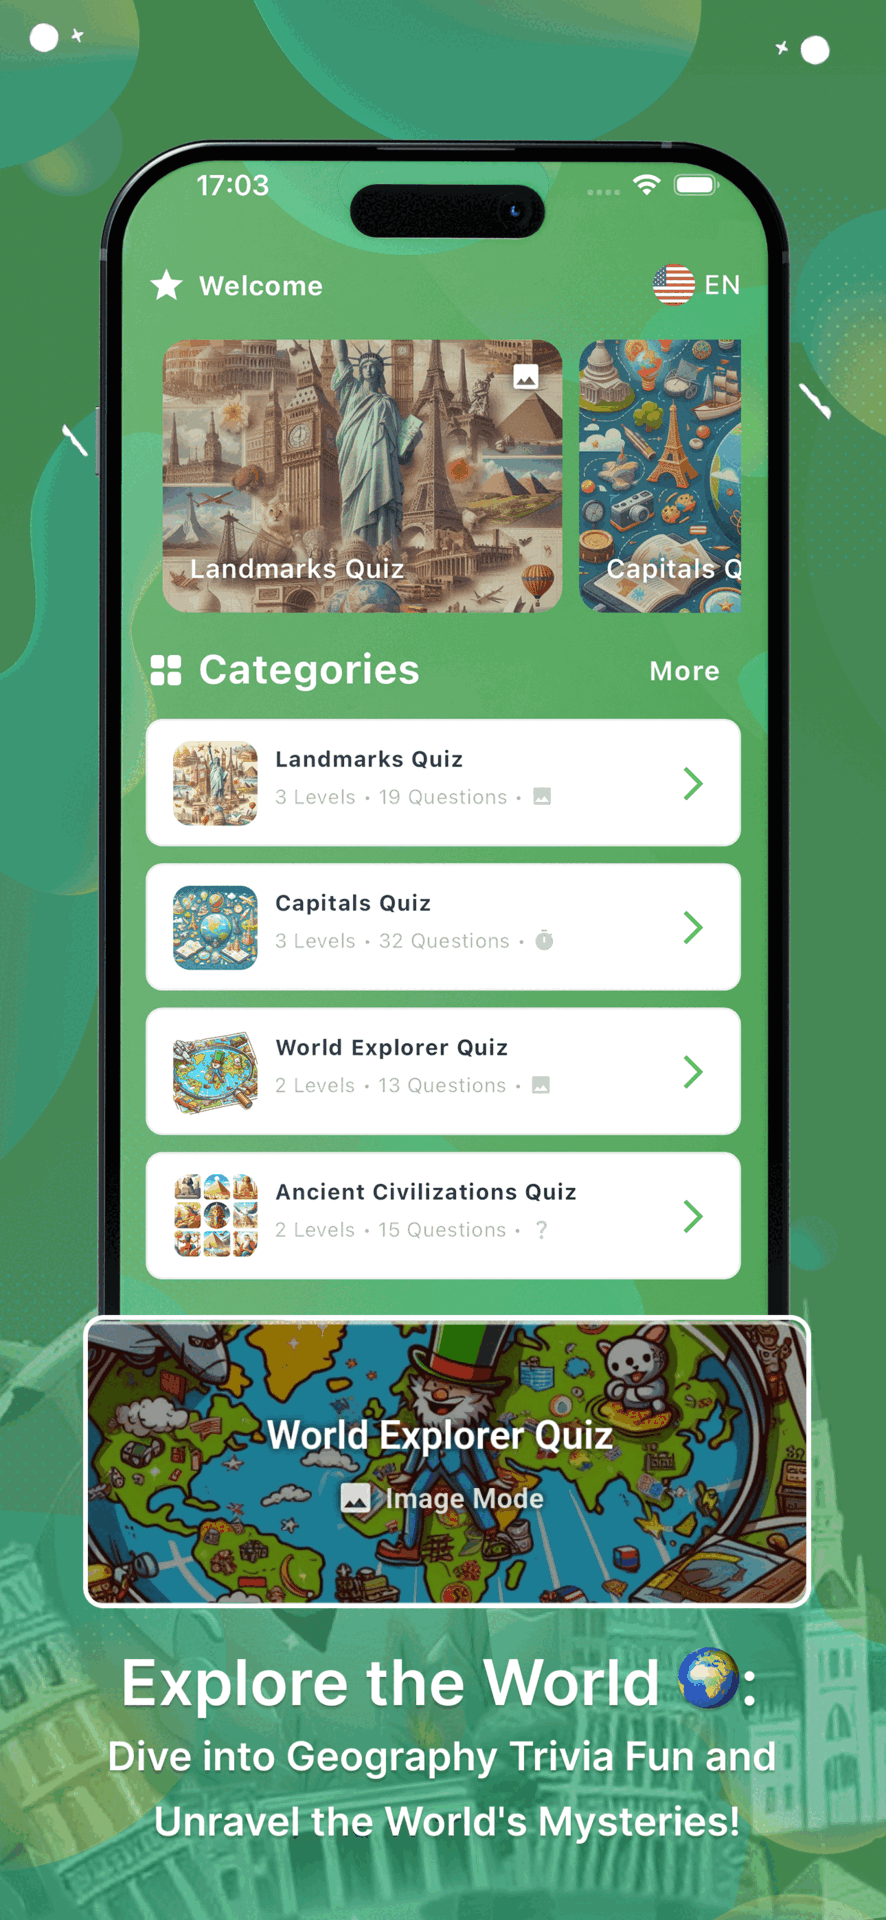 17:03
Welcome
EN
Landmarks Quiz
Capitals Q
Categories
More
Landmarks Quiz
3 Levels • 19 Questions •
Capitals Quiz
3 Levels • 32 Questions •
World Explorer Quiz
2 Levels • 13 Questions •
Ancient Civilizations Quiz
2 Levels • 15 Questions • ?
World Explorer Quiz
Image Mode
Explore the World 🌍:
Dive into Geography Trivia Fun and
Unravel the World's Mysteries!